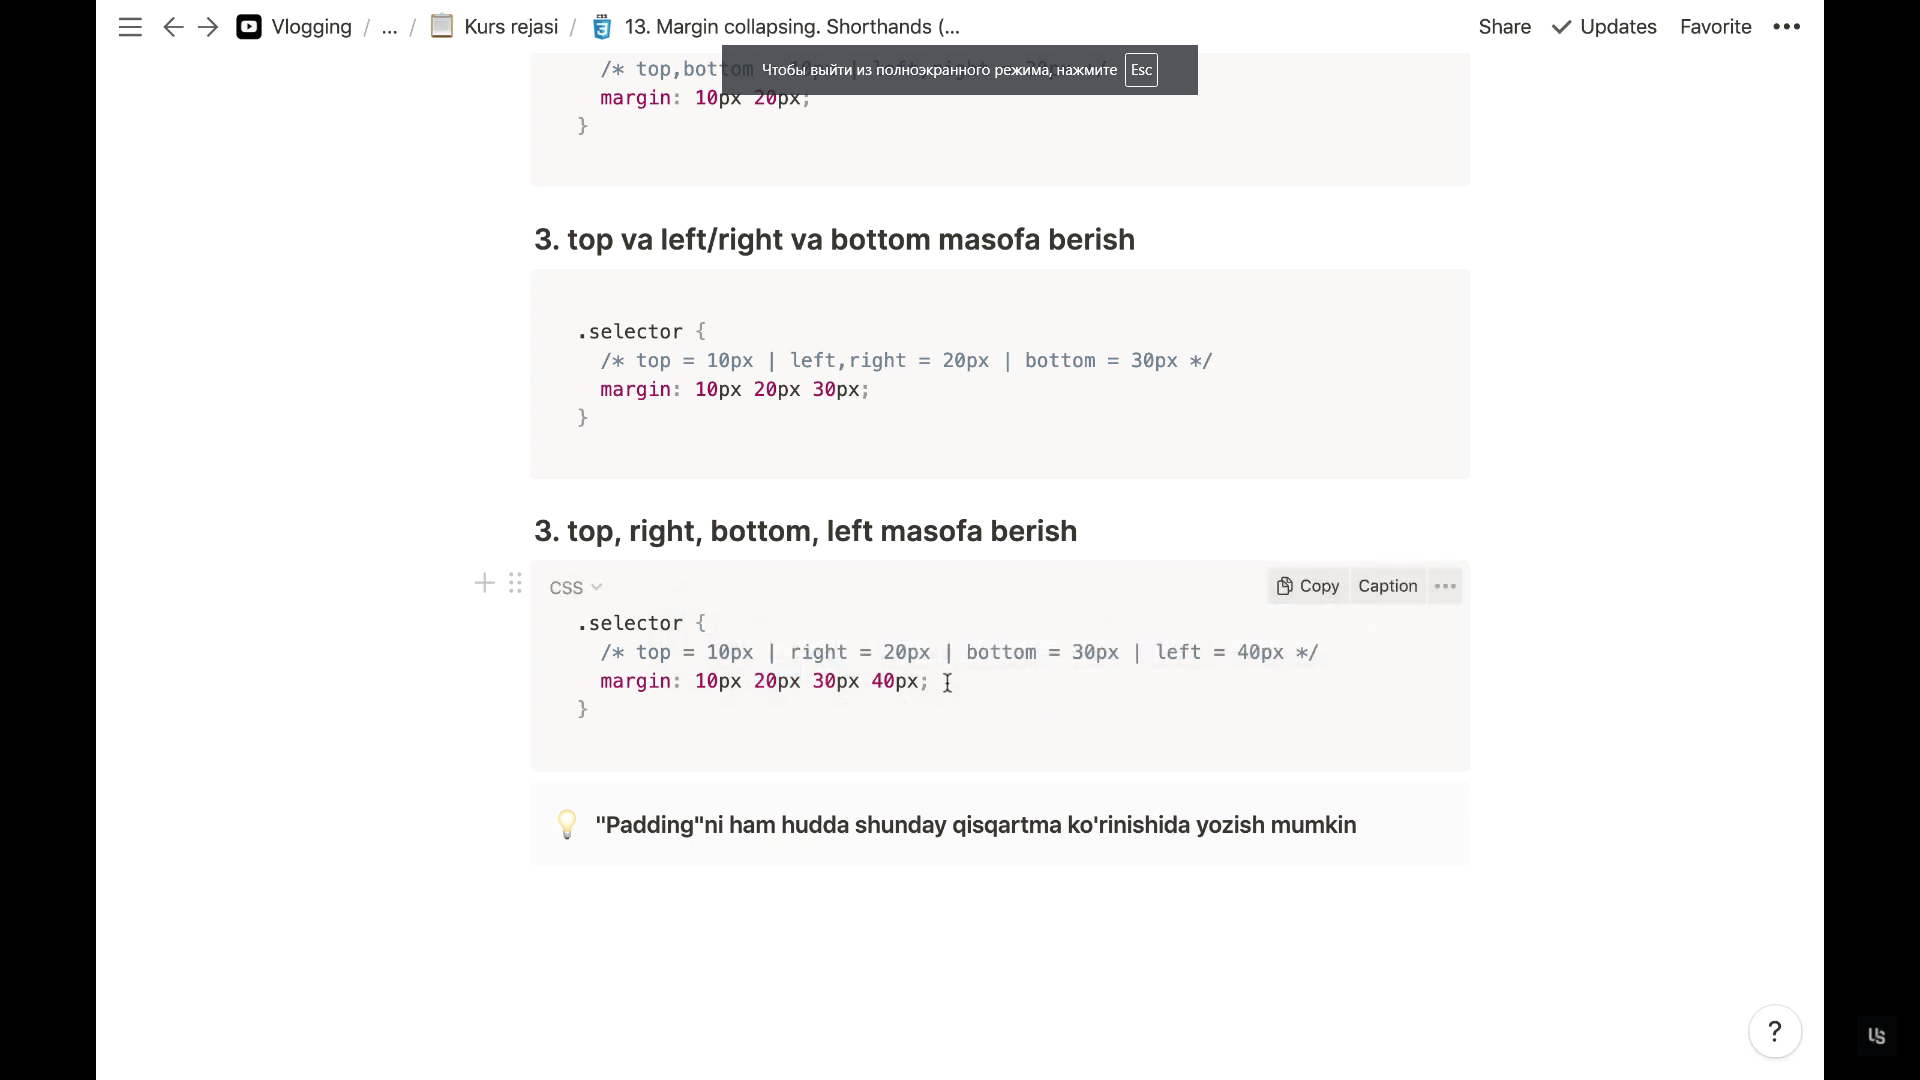 Vlogging / ... / Kurs rejasi / 13. Margin collapsing. Shorthands (...
Share Updates Favorite •••
Чтобы выйти из полноэкранного режима, нажмите Esc
/* top,bottom
margin: 10px 20px;
}
3. top va left/right va bottom masofa berish
.selector {
/* top = 10px | left,right = 20px | bottom = 30px */
margin: 10px 20px 30px;
}
3. top, right, bottom, left masofa berish
CSS
Copy Caption •••
.selector {
/* top = 10px | right = 20px | bottom = 30px | left = 40px */
margin: 10px 20px 30px 40px;
}
"Padding"ni ham hudda shunday qisqartma ko'rinishida yozish mumkin
?